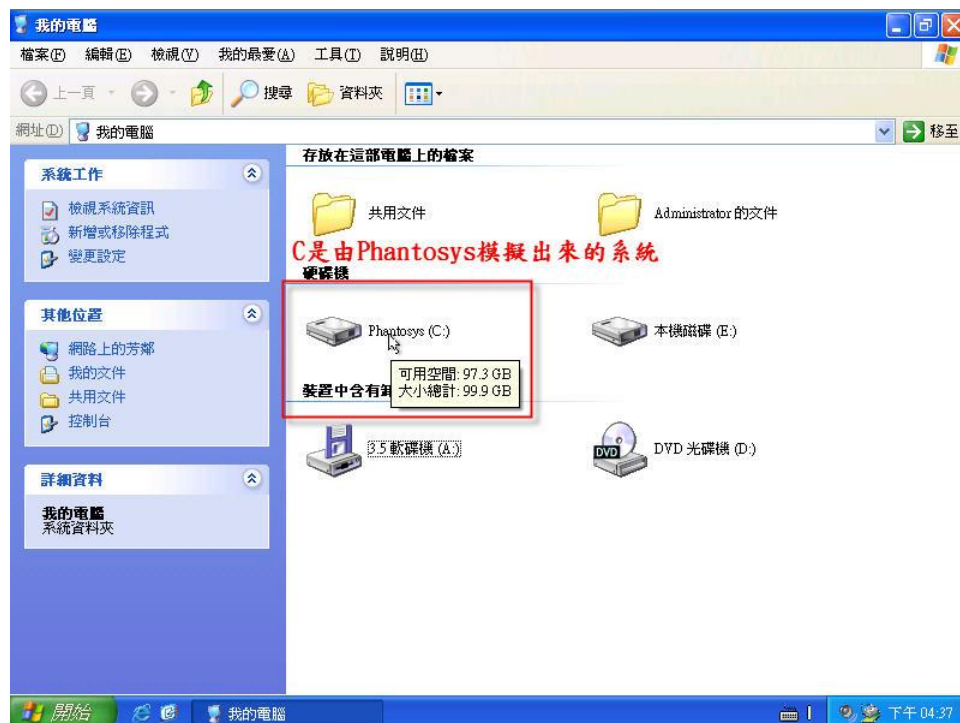 我的電腦
檔案(F) 編輯(E) 檢視(V) 我的最愛(A) 工具(T) 說明(H)
上一頁 搜尋 資料夾
網址(D) 我的電腦 移至
系統工作
檢視系統資訊
新增或移除程式
變更設定
其他位置
網路上的芳鄰
我的文件
共用文件
控制台
詳細資料
我的電腦
系統資料夾
存放在這部電腦上的檔案
共用文件 Administrator 的文件
C是由Phantosys模擬出來的系統
硬碟機
Phantosys (C:) 本機磁碟 (E:)
可用空間: 97.3 GB
大小總計: 99.9 GB
裝置中含有
3.5 軟碟機 (A:) DVD 光碟機 (D:)
DVD
開始 我的電腦 下午 04:37